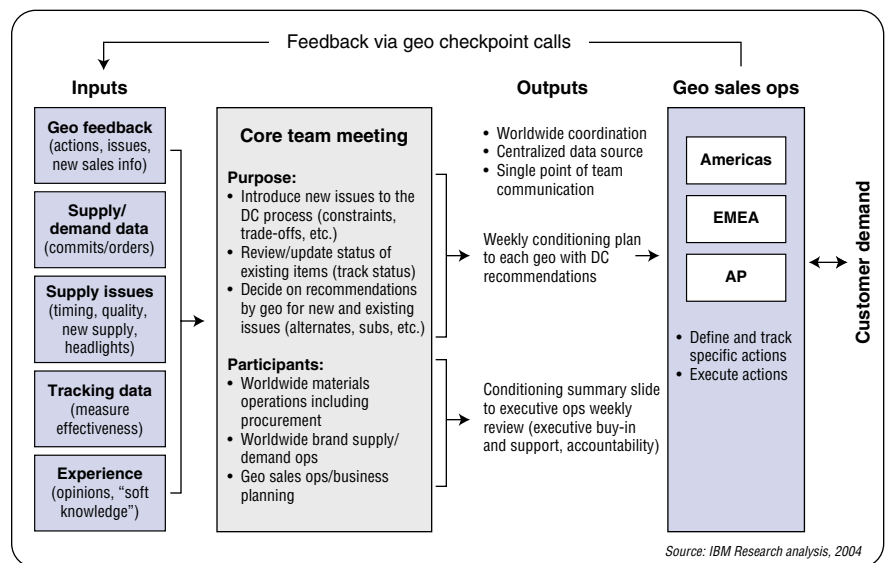 Feedback via geo checkpoint calls
Inputs
Geo feedback
(actions, issues,
new sales info)
Supply/
demand data
(commits/orders)
Supply issues
(timing, quality,
new supply,
headlights)
Tracking data
(measure
effectiveness)
Experience
(opinions, “soft
knowledge”)
Core team meeting
Purpose:
• Introduce new issues to the
DC process (constraints,
trade-offs, etc.)
• Review/update status of
existing items (track status)
• Decide on recommendations
by geo for new and existing
issues (alternates, subs, etc.)
Participants:
• Worldwide materials
operations including
procurement
• Worldwide brand supply/
demand ops
• Geo sales ops/business
planning
Outputs
• Worldwide coordination
• Centralized data source
• Single point of team
communication
Weekly conditioning plan
to each geo with DC
recommendations
Conditioning summary slide
to executive ops weekly
review (executive buy-in
and support, accountability)
Geo sales ops
Americas
EMEA
AP
• Define and track
specific actions
• Execute actions
Customer demand
Source: IBM Research analysis, 2004